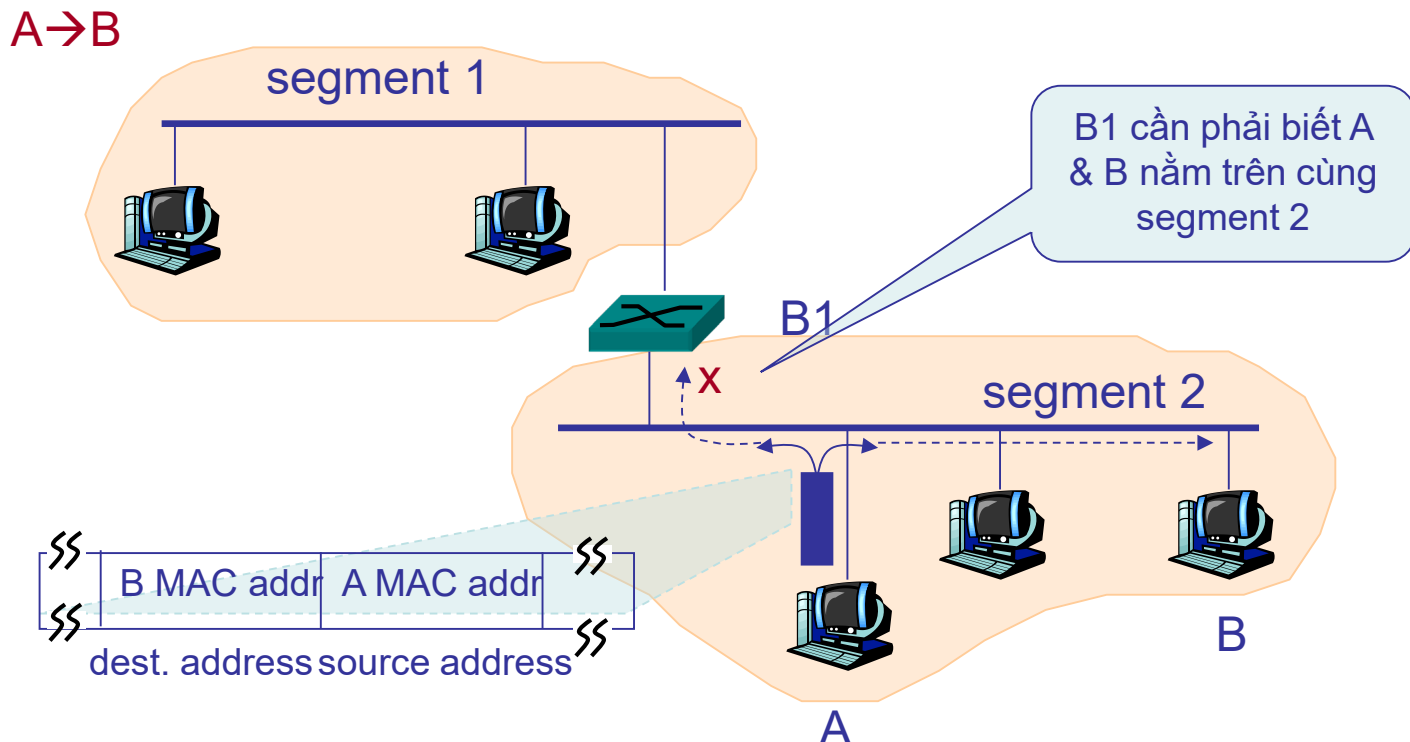 A→B
segment 1
B1 cần phải biết A
& B nằm trên cùng
segment 2
B1
x
segment 2
B MAC addr
A MAC addr
dest. address
source address
B
A